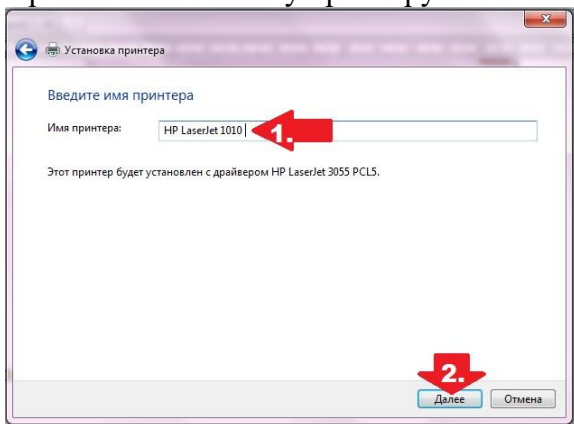 Установка принтера
Введите имя принтера
Имя принтера: HP LaserJet 1010
1.
Этот принтер будет установлен с драйвером HP LaserJet 3055 PCL5.
2.
Далее Отмена